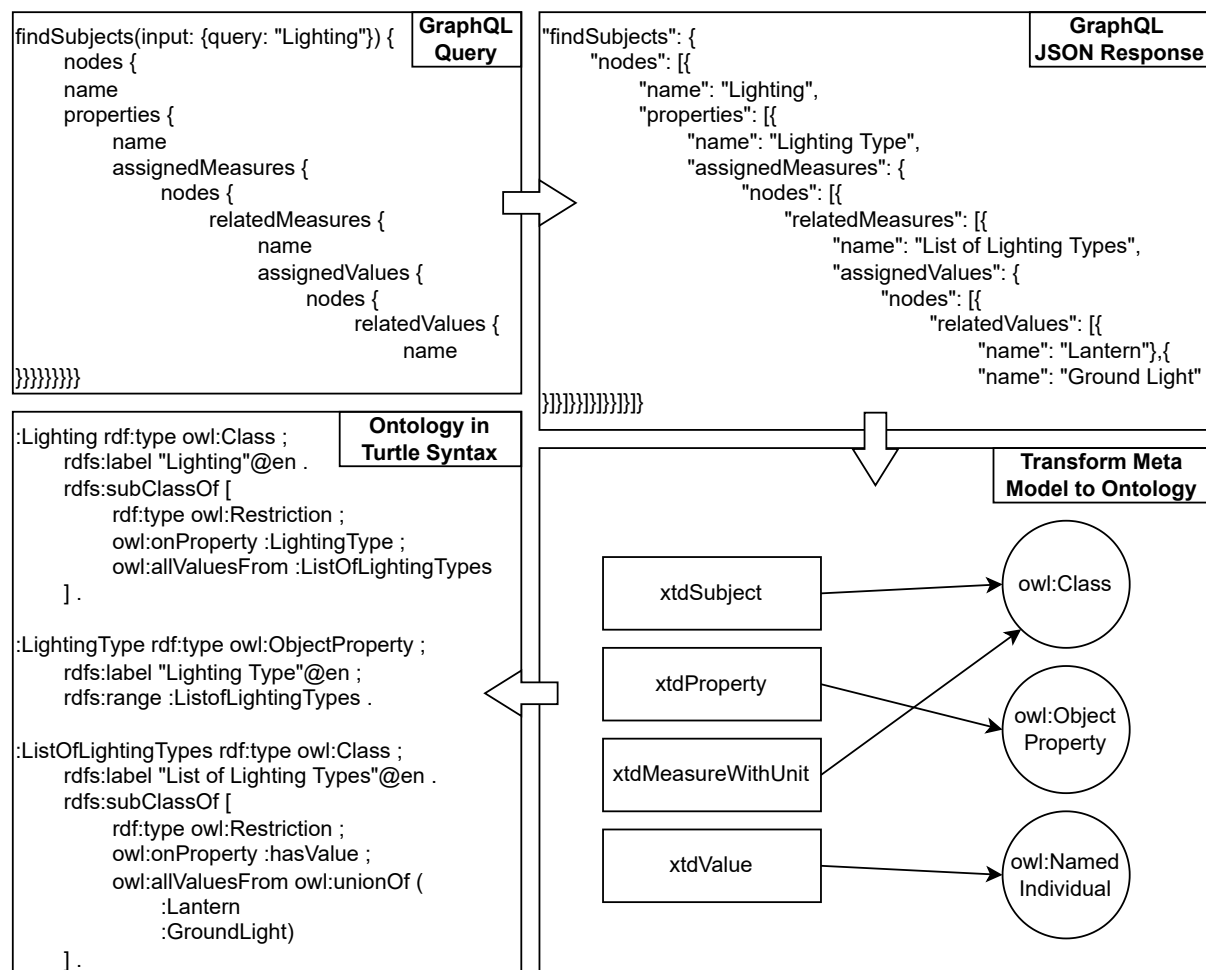 GraphQL
Query
findSubjects(input: {query: "Lighting"}) {
nodes {
name
properties {
name
assignedMeasures {
nodes {
relatedMeasures {
name
assignedValues {
nodes {
relatedValues {
name
}}}}}}}}}
GraphQL
JSON Response
"findSubjects": {
"nodes": [{
"name": "Lighting",
"properties": [{
"name": "Lighting Type",
"assignedMeasures": {
"nodes": [{
"relatedMeasures": [{
"name": "List of Lighting Types",
"assignedValues": {
"nodes": [{
"relatedValues": [{
"name": "Lantern"},{
"name": "Ground Light"
}]}]}}]}]}}]}]}
Transform Meta
Model to Ontology
xtdSubject
xtdProperty
xtdMeasureWithUnit
xtdValue
owl:Class
owl:Object
Property
owl:Named
Individual
Ontology in
Turtle Syntax
:Lighting rdf:type owl:Class ;
rdfs:label "Lighting"@en .
rdfs:subClassOf [
rdf:type owl:Restriction ;
owl:onProperty :LightingType ;
owl:allValuesFrom :ListOfLightingTypes
] .
:LightingType rdf:type owl:ObjectProperty ;
rdfs:label "Lighting Type"@en ;
rdfs:range :ListofLightingTypes .
:ListOfLightingTypes rdf:type owl:Class ;
rdfs:label "List of Lighting Types"@en .
rdfs:subClassOf [
rdf:type owl:Restriction ;
owl:onProperty :hasValue ;
owl:allValuesFrom owl:unionOf (
:Lantern
:GroundLight)
] .